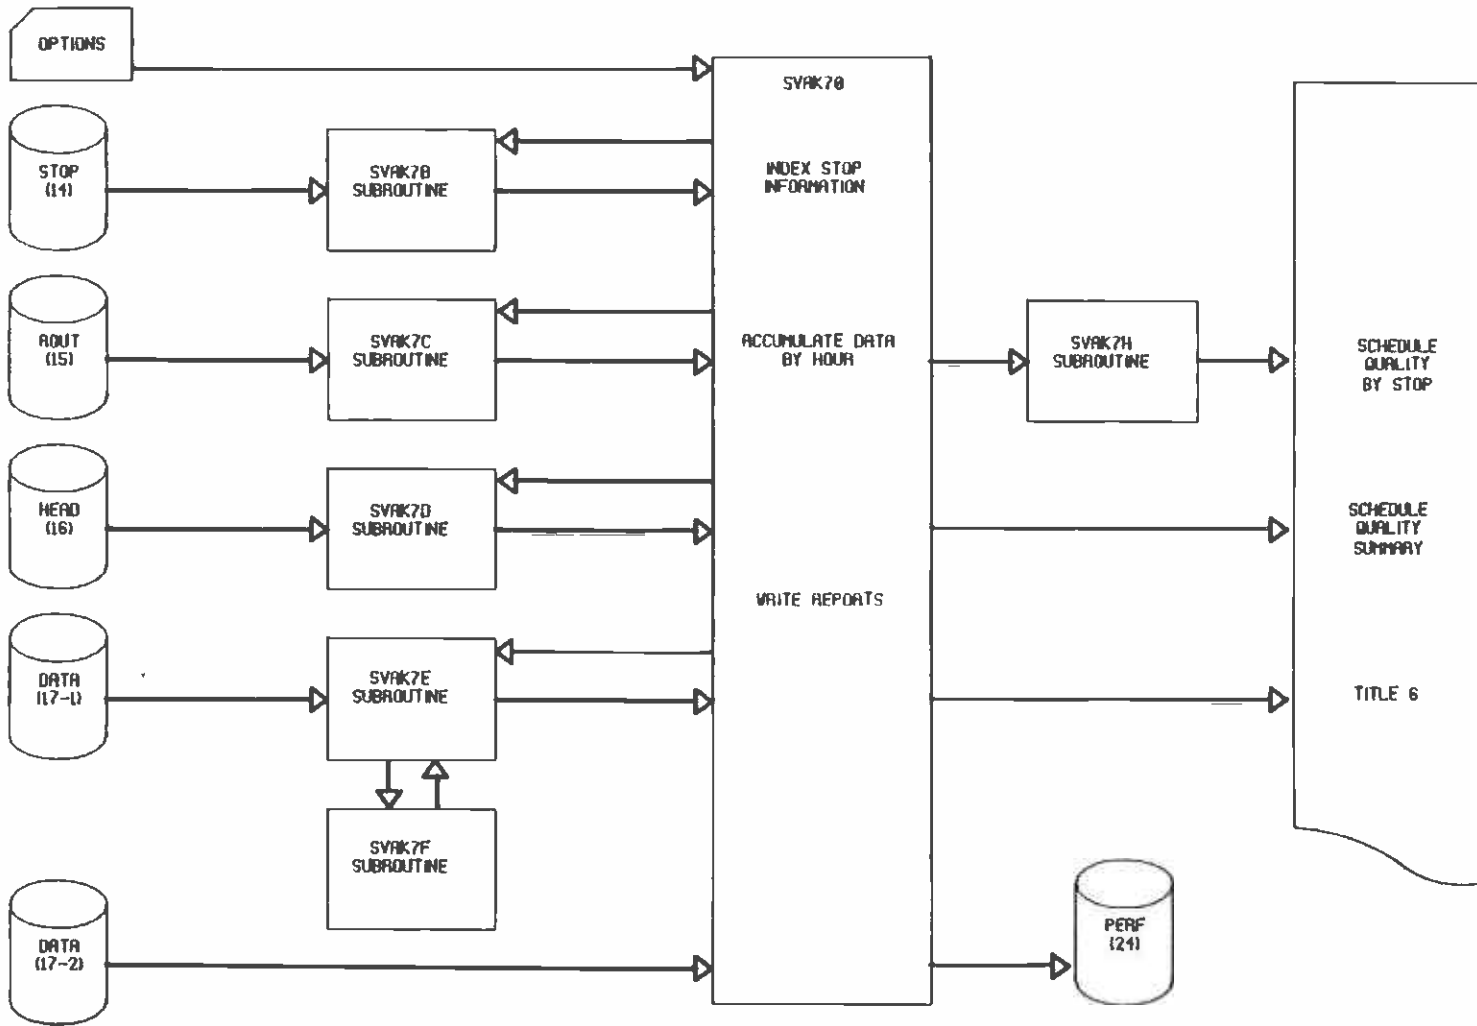 OPTIONS
SVAK70
STOP
(14)
SVAK7B
SUBROUTINE
INDEX STOP
INFORMATION
ROUT
(15)
SVAK7C
SUBROUTINE
ACCUMULATE DATA
BY HOUR
SVAK7H
SUBROUTINE
SCHEDULE
QUALITY
BY STOP
HEAD
(16)
SVAK7D
SUBROUTINE
SCHEDULE
QUALITY
SUMMARY
WRITE REPORTS
DATA
(17-1)
SVAK7E
SUBROUTINE
TITLE 6
SVAK7F
SUBROUTINE
DATA
(17-2)
PERF
(24)